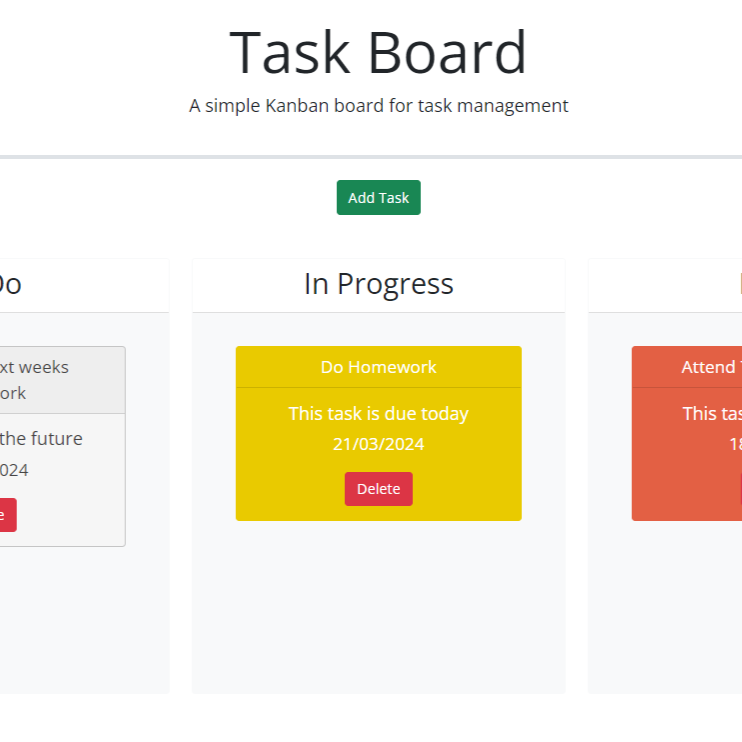 Task Board
A simple Kanban board for task management
Add Task
Do
xt weeks
ork
the future
024
e
In Progress
Do Homework
This task is due today
21/03/2024
Delete
Attend
This tas
18